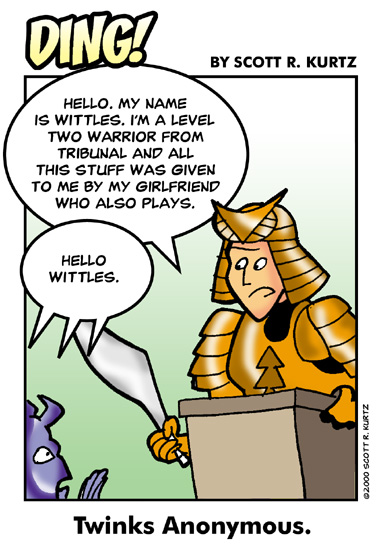 DING!
BY SCOTT R. KURTZ
HELLO. MY NAME
IS WITTLES. I'M A LEVEL
TWO WARRIOR FROM
TRIBUNAL AND ALL
THIS STUFF WAS GIVEN
TO ME BY MY GIRLFRIEND
WHO ALSO PLAYS.
HELLO
WITTLES.
©2000 SCOTT R. KURTZ
Twinks Anonymous.